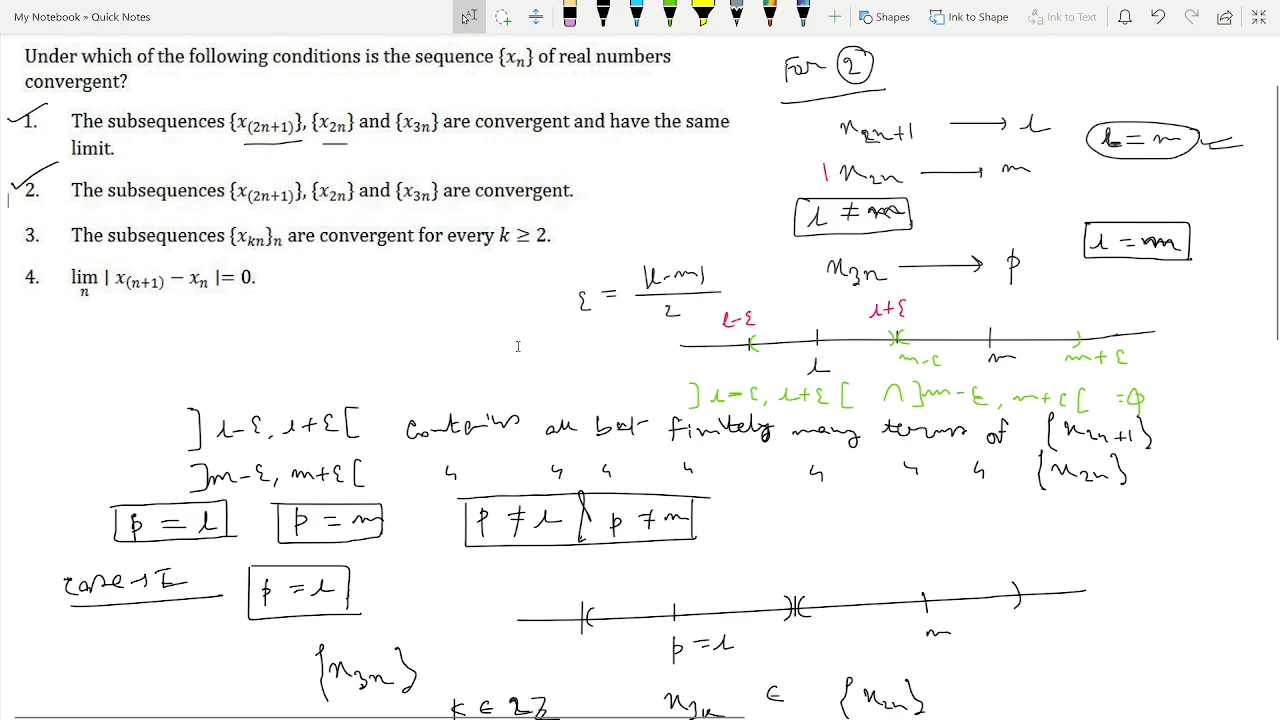 My Notebook » Quick Notes
Shapes
Ink to Shape
Ink to Text
Under which of the following conditions is the sequence {xₙ} of real numbers
convergent?
1. The subsequences {x₍₂ₙ₊₁₎}, {x₂ₙ} and {x₃ₙ} are convergent and have the same
limit.
2. The subsequences {x₍₂ₙ₊₁₎}, {x₂ₙ} and {x₃ₙ} are convergent.
3. The subsequences {xₖₙ}ₙ are convergent for every k ≥ 2.
4. lim | x₍ₙ₊₁₎ − xₙ |= 0.
n
For 2
x₂ₙ₊₁ → l
l = m
x₂ₙ → m
l ≠ m
l = m
x₃ₙ → p
ε = |l-m|
2
l-ε l+ε
m-ε m+ε
l m
]l-ε, l+ε[ ∩ ]m-ε, m+ε[ = φ
]l-ε, l+ε[ contains all but finitely many terms of {x₂ₙ₊₁}
]m-ε, m+ε[ " " " " " " " {x₂ₙ}
p = l p = m p ≠ l, p ≠ m
case-I p = l
p = l m
{x₃ₙ}
k ∈ 2ℤ x₃ₖ ∈ {x₂ₙ}